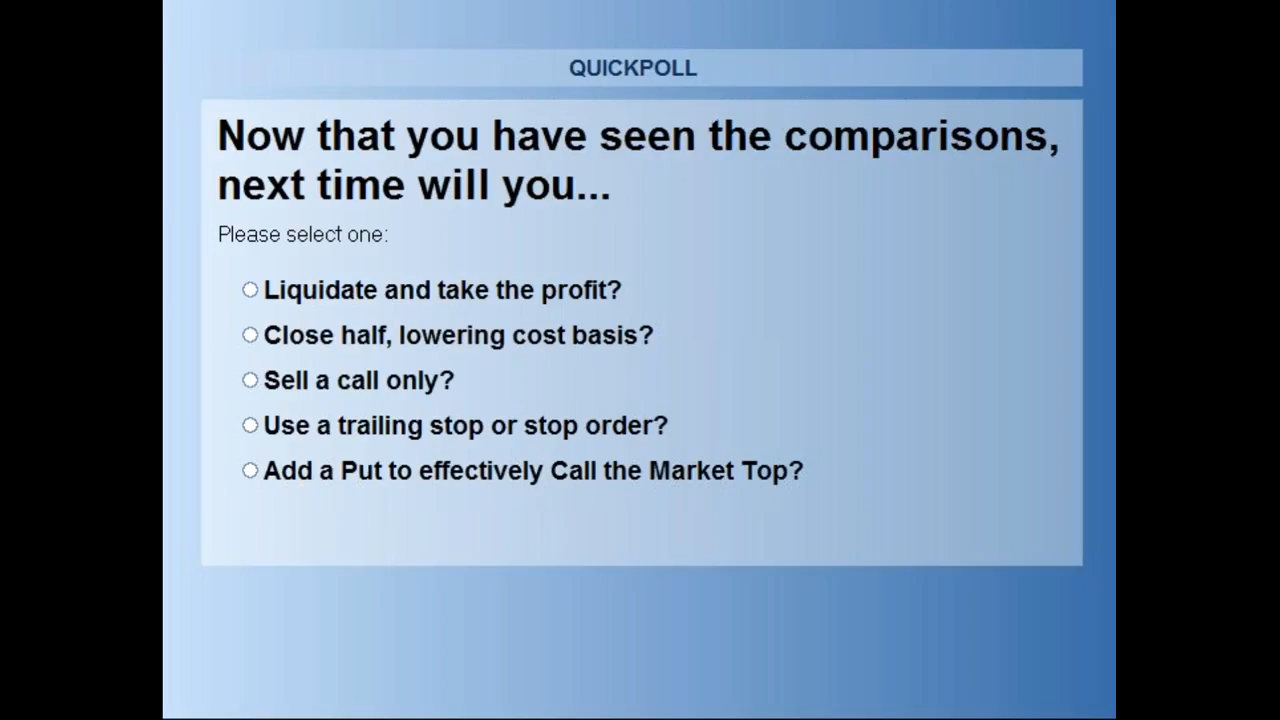 QUICKPOLL
Now that you have seen the comparisons,
next time will you...
Please select one:
Liquidate and take the profit?
Close half, lowering cost basis?
Sell a call only?
Use a trailing stop or stop order?
Add a Put to effectively Call the Market Top?